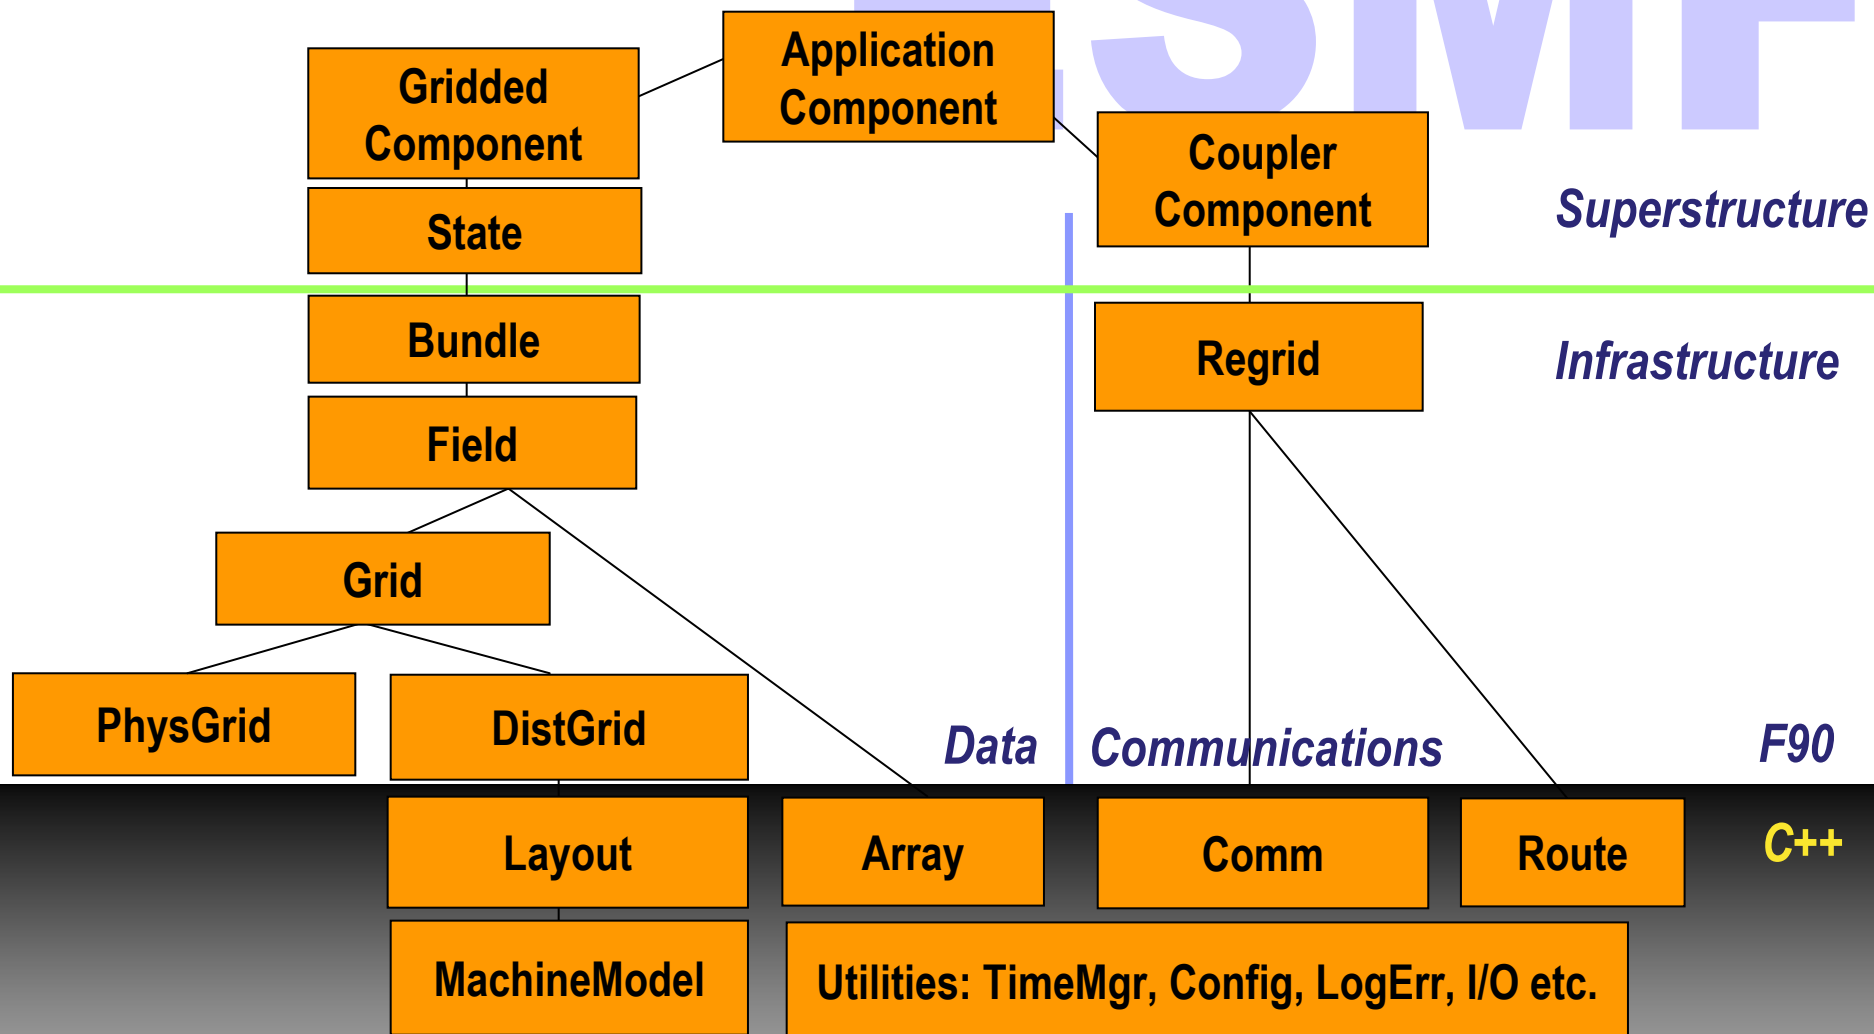 ESMF
Application
Component
Gridded
Component
Coupler
Component
State
Superstructure
Bundle
Regrid
Infrastructure
Field
Grid
PhysGrid
DistGrid
Data
Communications
F90
Layout
Array
Comm
Route
C++
MachineModel
Utilities: TimeMgr, Config, LogErr, I/O etc.